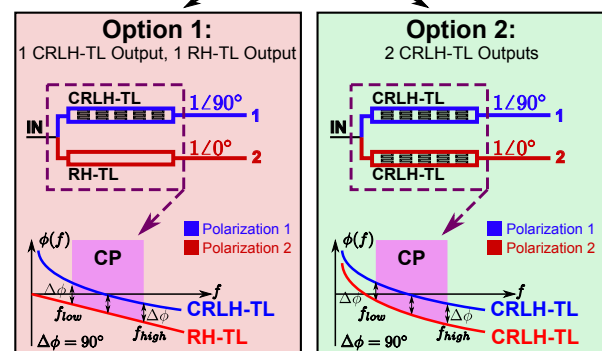 Option 1:
1 CRLH-TL Output, 1 RH-TL Output
CRLH-TL
1∠90°
1
IN
1∠0°
2
RH-TL
Polarization 1
Polarization 2
ϕ(f)
CP
f
Δϕ
f_low
CRLH-TL
Δϕ
f_high
RH-TL
Δϕ = 90°
Option 2:
2 CRLH-TL Outputs
CRLH-TL
1∠90°
1
IN
1∠0°
2
CRLH-TL
Polarization 1
Polarization 2
ϕ(f)
CP
f
Δϕ
f_low
CRLH-TL
Δϕ
f_high
CRLH-TL
Δϕ = 90°